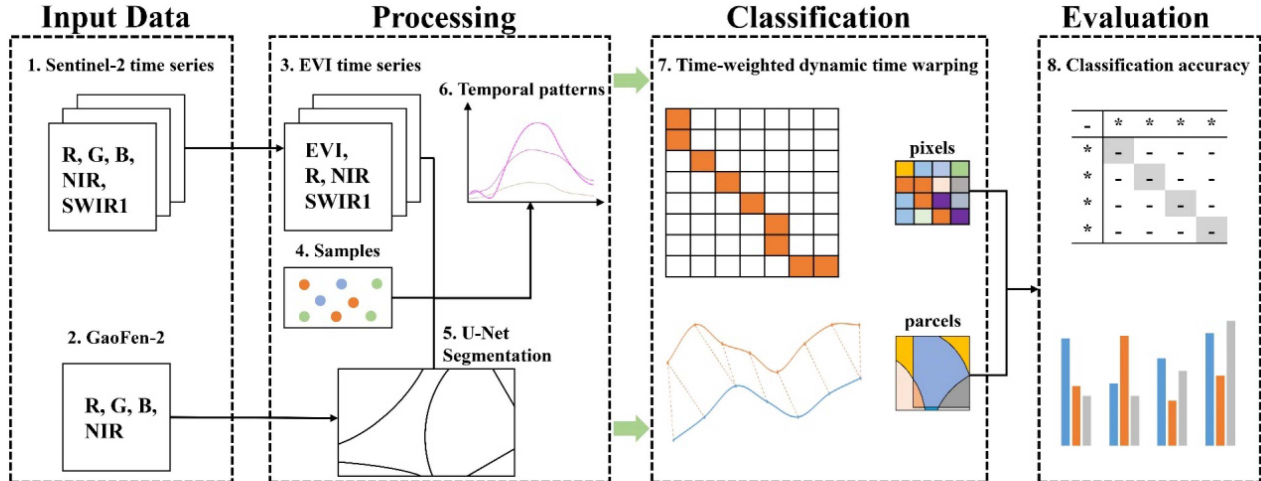 Input Data
Processing
Classification
Evaluation
1. Sentinel-2 time series
R, G, B,
NIR,
SWIR1
2. GaoFen-2
R, G, B,
NIR
3. EVI time series
EVI,
R, NIR
SWIR1
4. Samples
5. U-Net
Segmentation
6. Temporal patterns
7. Time-weighted dynamic time warping
pixels
parcels
8. Classification accuracy
- * * * *
* - - - -
* - - - -
* - - - -
* - - - -